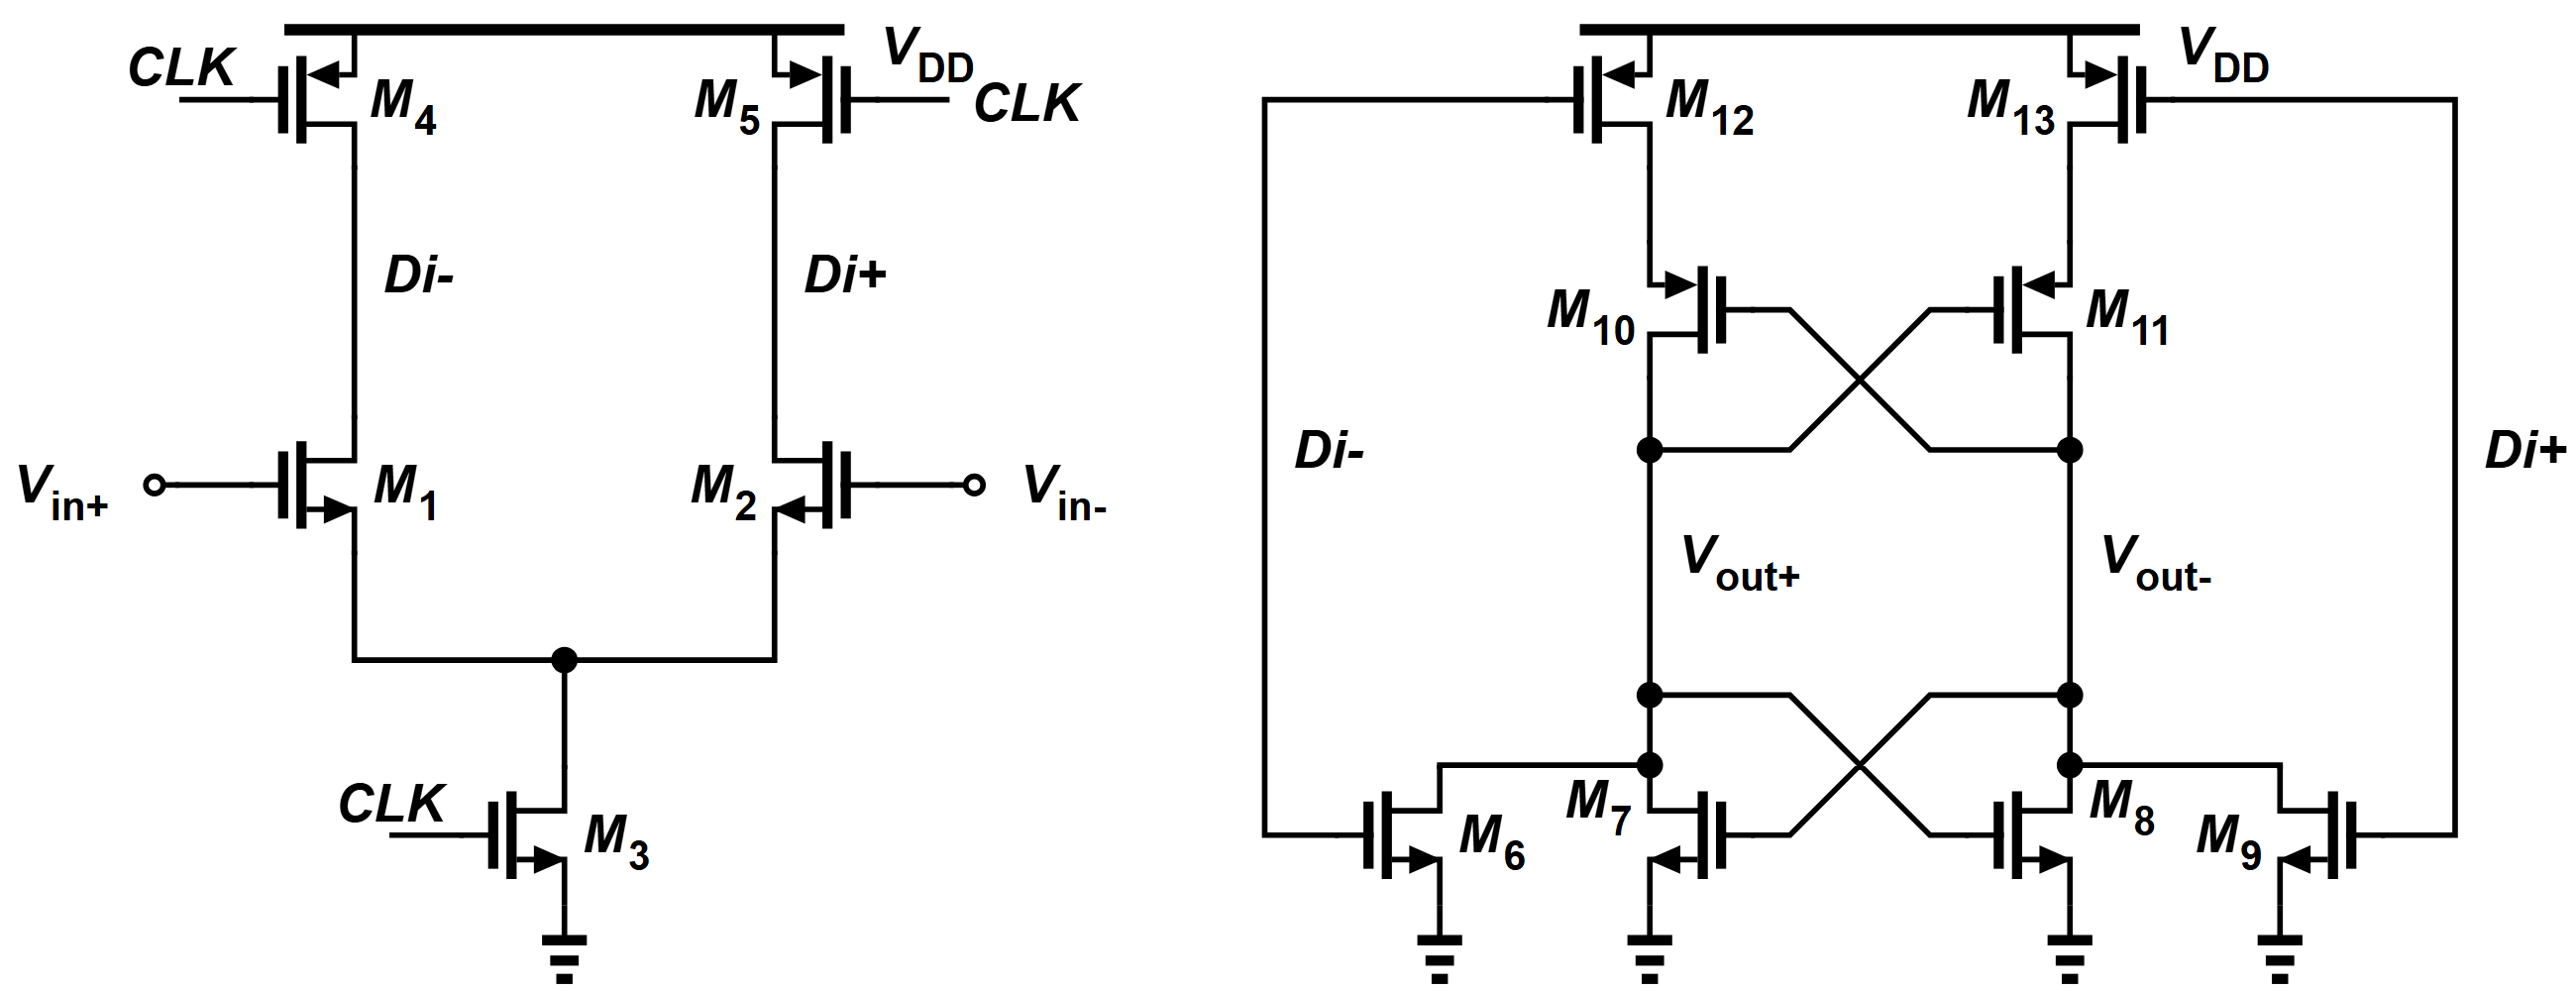 CLK
M4
M5
VDD
CLK
Di-
Di+
Vin+
M1
M2
Vin-
CLK
M3
M12
M13
VDD
M10
M11
Di-
Di+
Vout+
Vout-
M6
M7
M8
M9